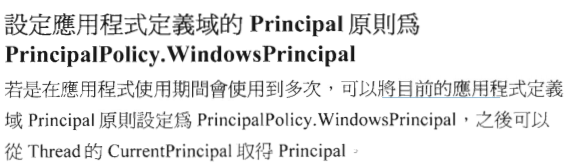 設定應用程式定義域的 Principal 原則爲
PrincipalPolicy.WindowsPrincipal
若是在應用程式使用期間會使用到多次，可以將目前的應用程式定義
域 Principal 原則設定爲 PrincipalPolicy.WindowsPrincipal，之後可以
從 Thread 的 CurrentPrincipal 取得 Principal。